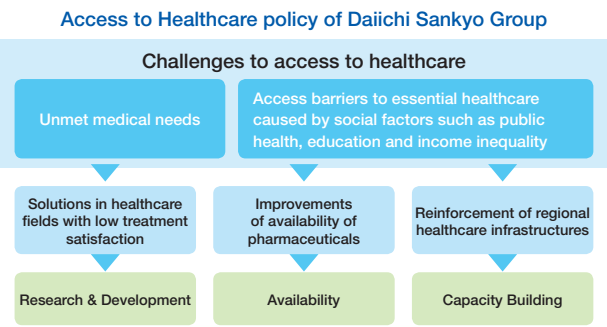 Access to Healthcare policy of Daiichi Sankyo Group
Challenges to access to healthcare
Unmet medical needs
Access barriers to essential healthcare
caused by social factors such as public
health, education and income inequality
Solutions in healthcare
fields with low treatment
satisfaction
Improvements
of availability of
pharmaceuticals
Reinforcement of regional
healthcare infrastructures
Research & Development
Availability
Capacity Building